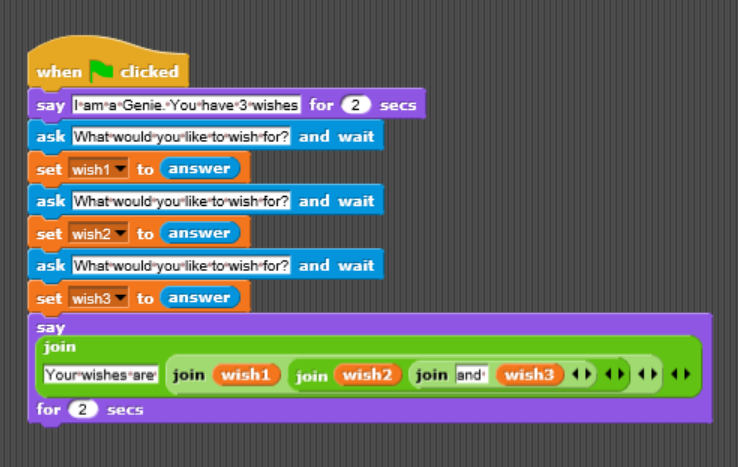 when clicked
say I am a Genie. You have 3 wishes for 2 secs
ask What would you like to wish for? and wait
set wish1 to answer
ask What would you like to wish for? and wait
set wish2 to answer
ask What would you like to wish for? and wait
set wish3 to answer
say
join
Your wishes are join wish1 join wish2 join and wish3
for 2 secs